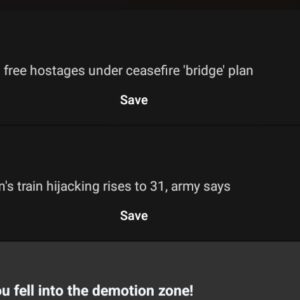 free hostages under ceasefire 'bridge' plan
Save
train hijacking rises to 31, army says
Save
fell into the demotion zone!